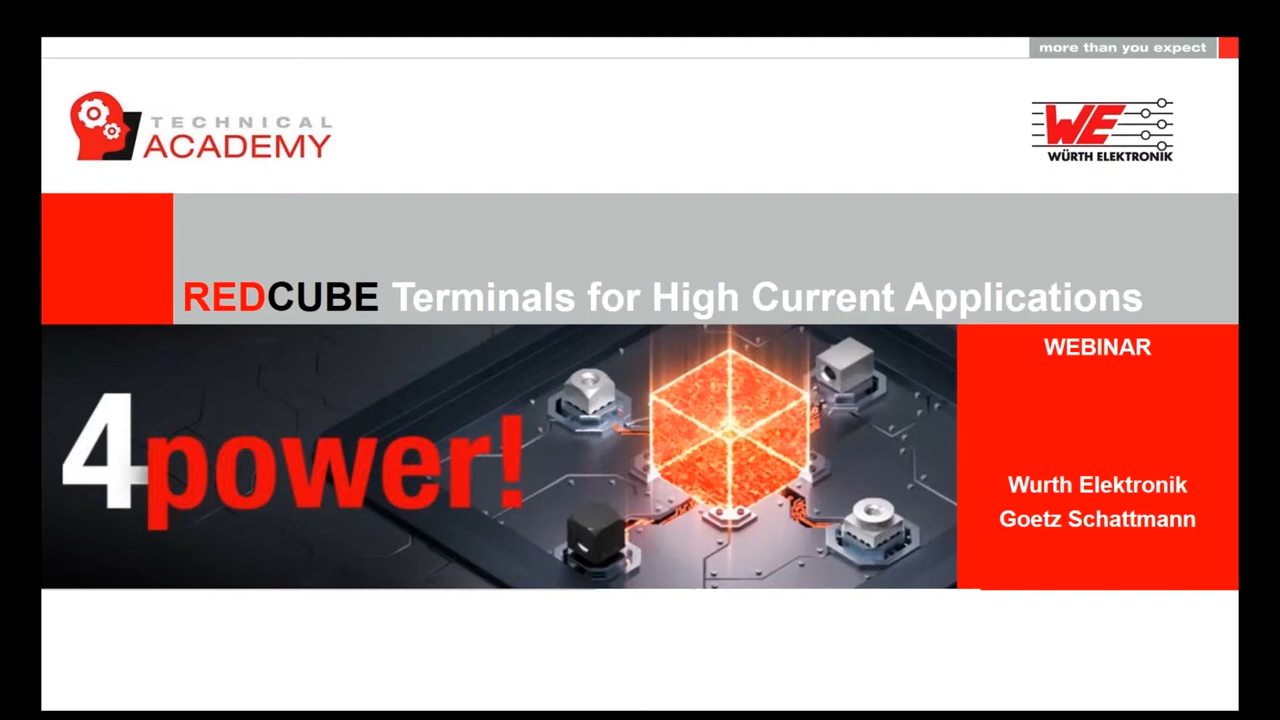 more than you expect
TECHNICAL
ACADEMY
WE
WÜRTH ELEKTRONIK
REDCUBE Terminals for High Current Applications
WEBINAR
4power!
Wurth Elektronik
Goetz Schattmann